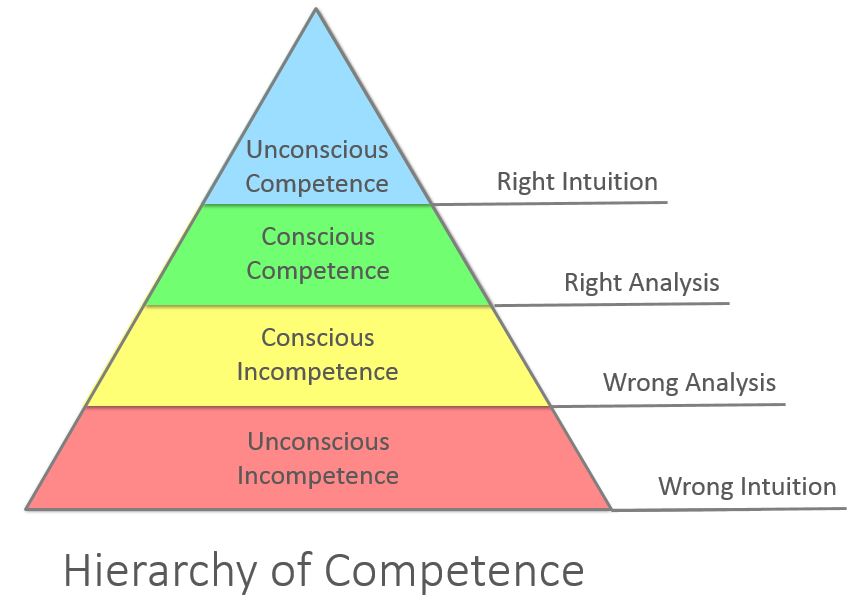 Unconscious
Competence
Right Intuition
Conscious
Competence
Right Analysis
Conscious
Incompetence
Wrong Analysis
Unconscious
Incompetence
Wrong Intuition
Hierarchy of Competence